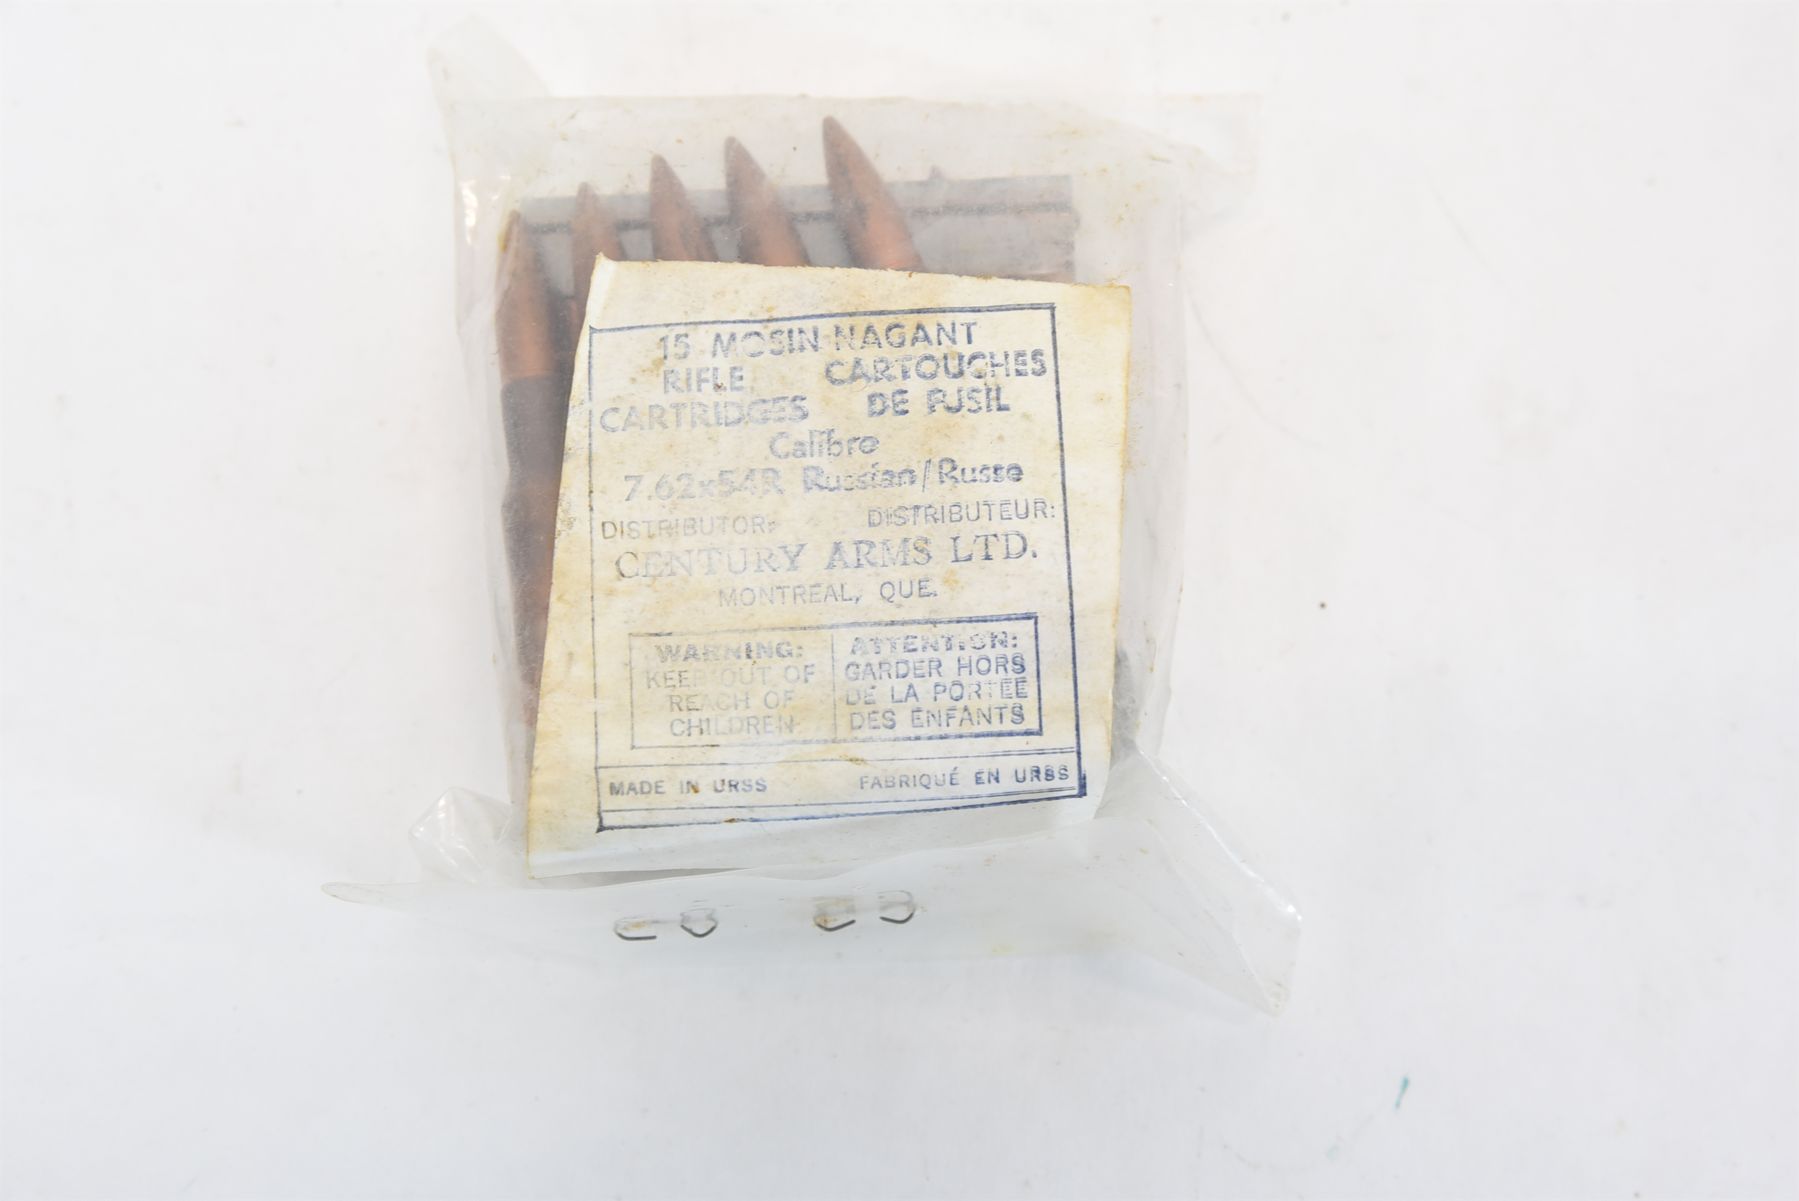 15 MOSIN-NAGANT
RIFLE CARTOUCHES
CARTRIDGES DE FUSIL
Calibre
7.62x54R Russian/Russe
DISTRIBUTOR: DISTRIBUTEUR:
CENTURY ARMS LTD.
MONTREAL, QUE.
WARNING:
KEEP OUT OF
REACH OF
CHILDREN
ATTENTION:
GARDER HORS
DE LA PORTEE
DES ENFANTS
MADE IN URSS FABRIQUÉ EN URSS